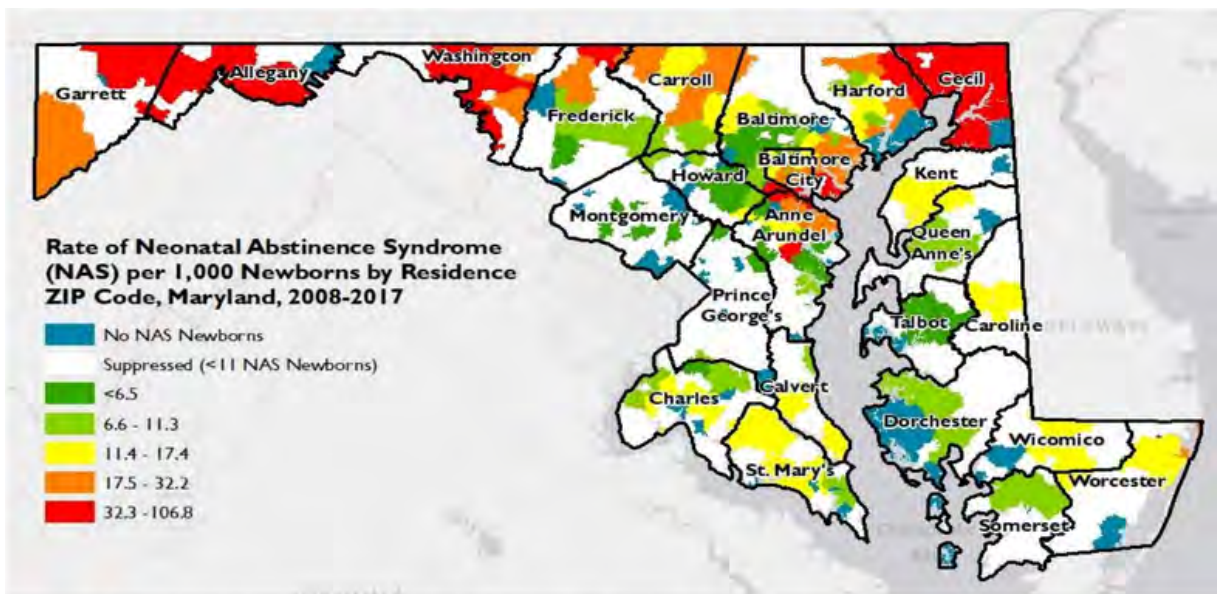 Garrett
Allegany
Washington
Frederick
Carroll
Baltimore
Harford
Cecil
Baltimore
City
Howard
Montgomery
Anne
Arundel
Kent
Queen
Anne's
Prince
George's
Talbot
Caroline
Charles
Calvert
St. Mary's
Dorchester
Wicomico
Worcester
Somerset
Rate of Neonatal Abstinence Syndrome
(NAS) per 1,000 Newborns by Residence
ZIP Code, Maryland, 2008-2017
No NAS Newborns
Suppressed (<11 NAS Newborns)
<6.5
6.6 - 11.3
11.4 - 17.4
17.5 - 32.2
32.3 -106.8